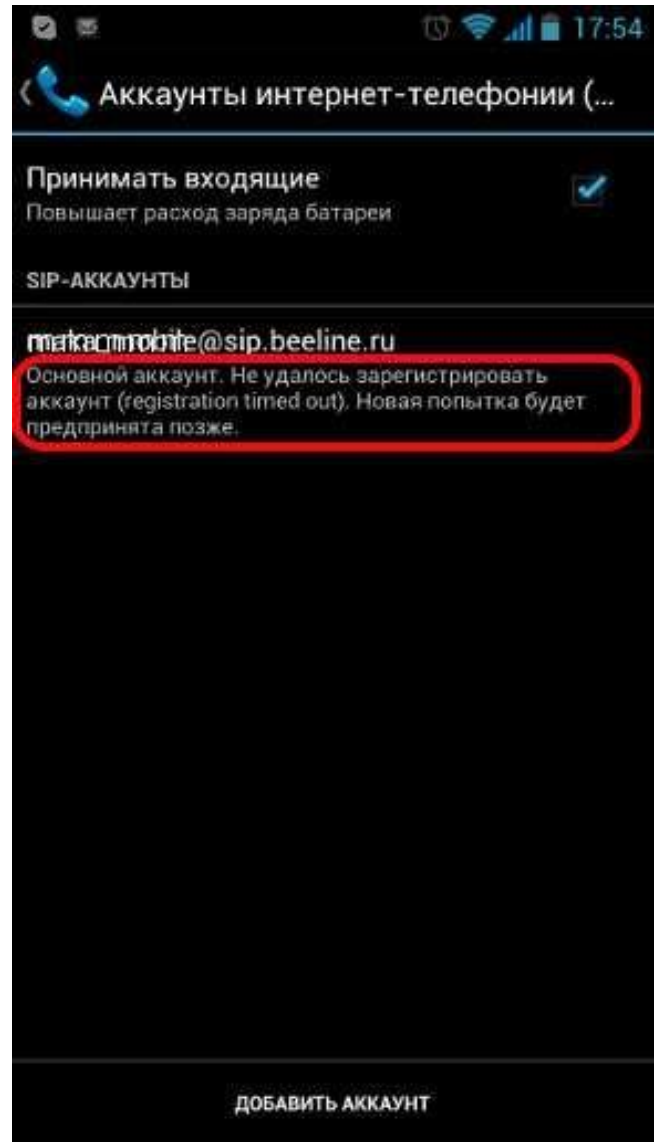 17:54
Аккаунты интернет-телефонии (...
Принимать входящие
Повышает расход заряда батареи
SIP-АККАУНТЫ
@sip.beeline.ru
Основной аккаунт. Не удалось зарегистрировать
аккаунт (registration timed out). Новая попытка будет
предпринята позже.
ДОБАВИТЬ АККАУНТ